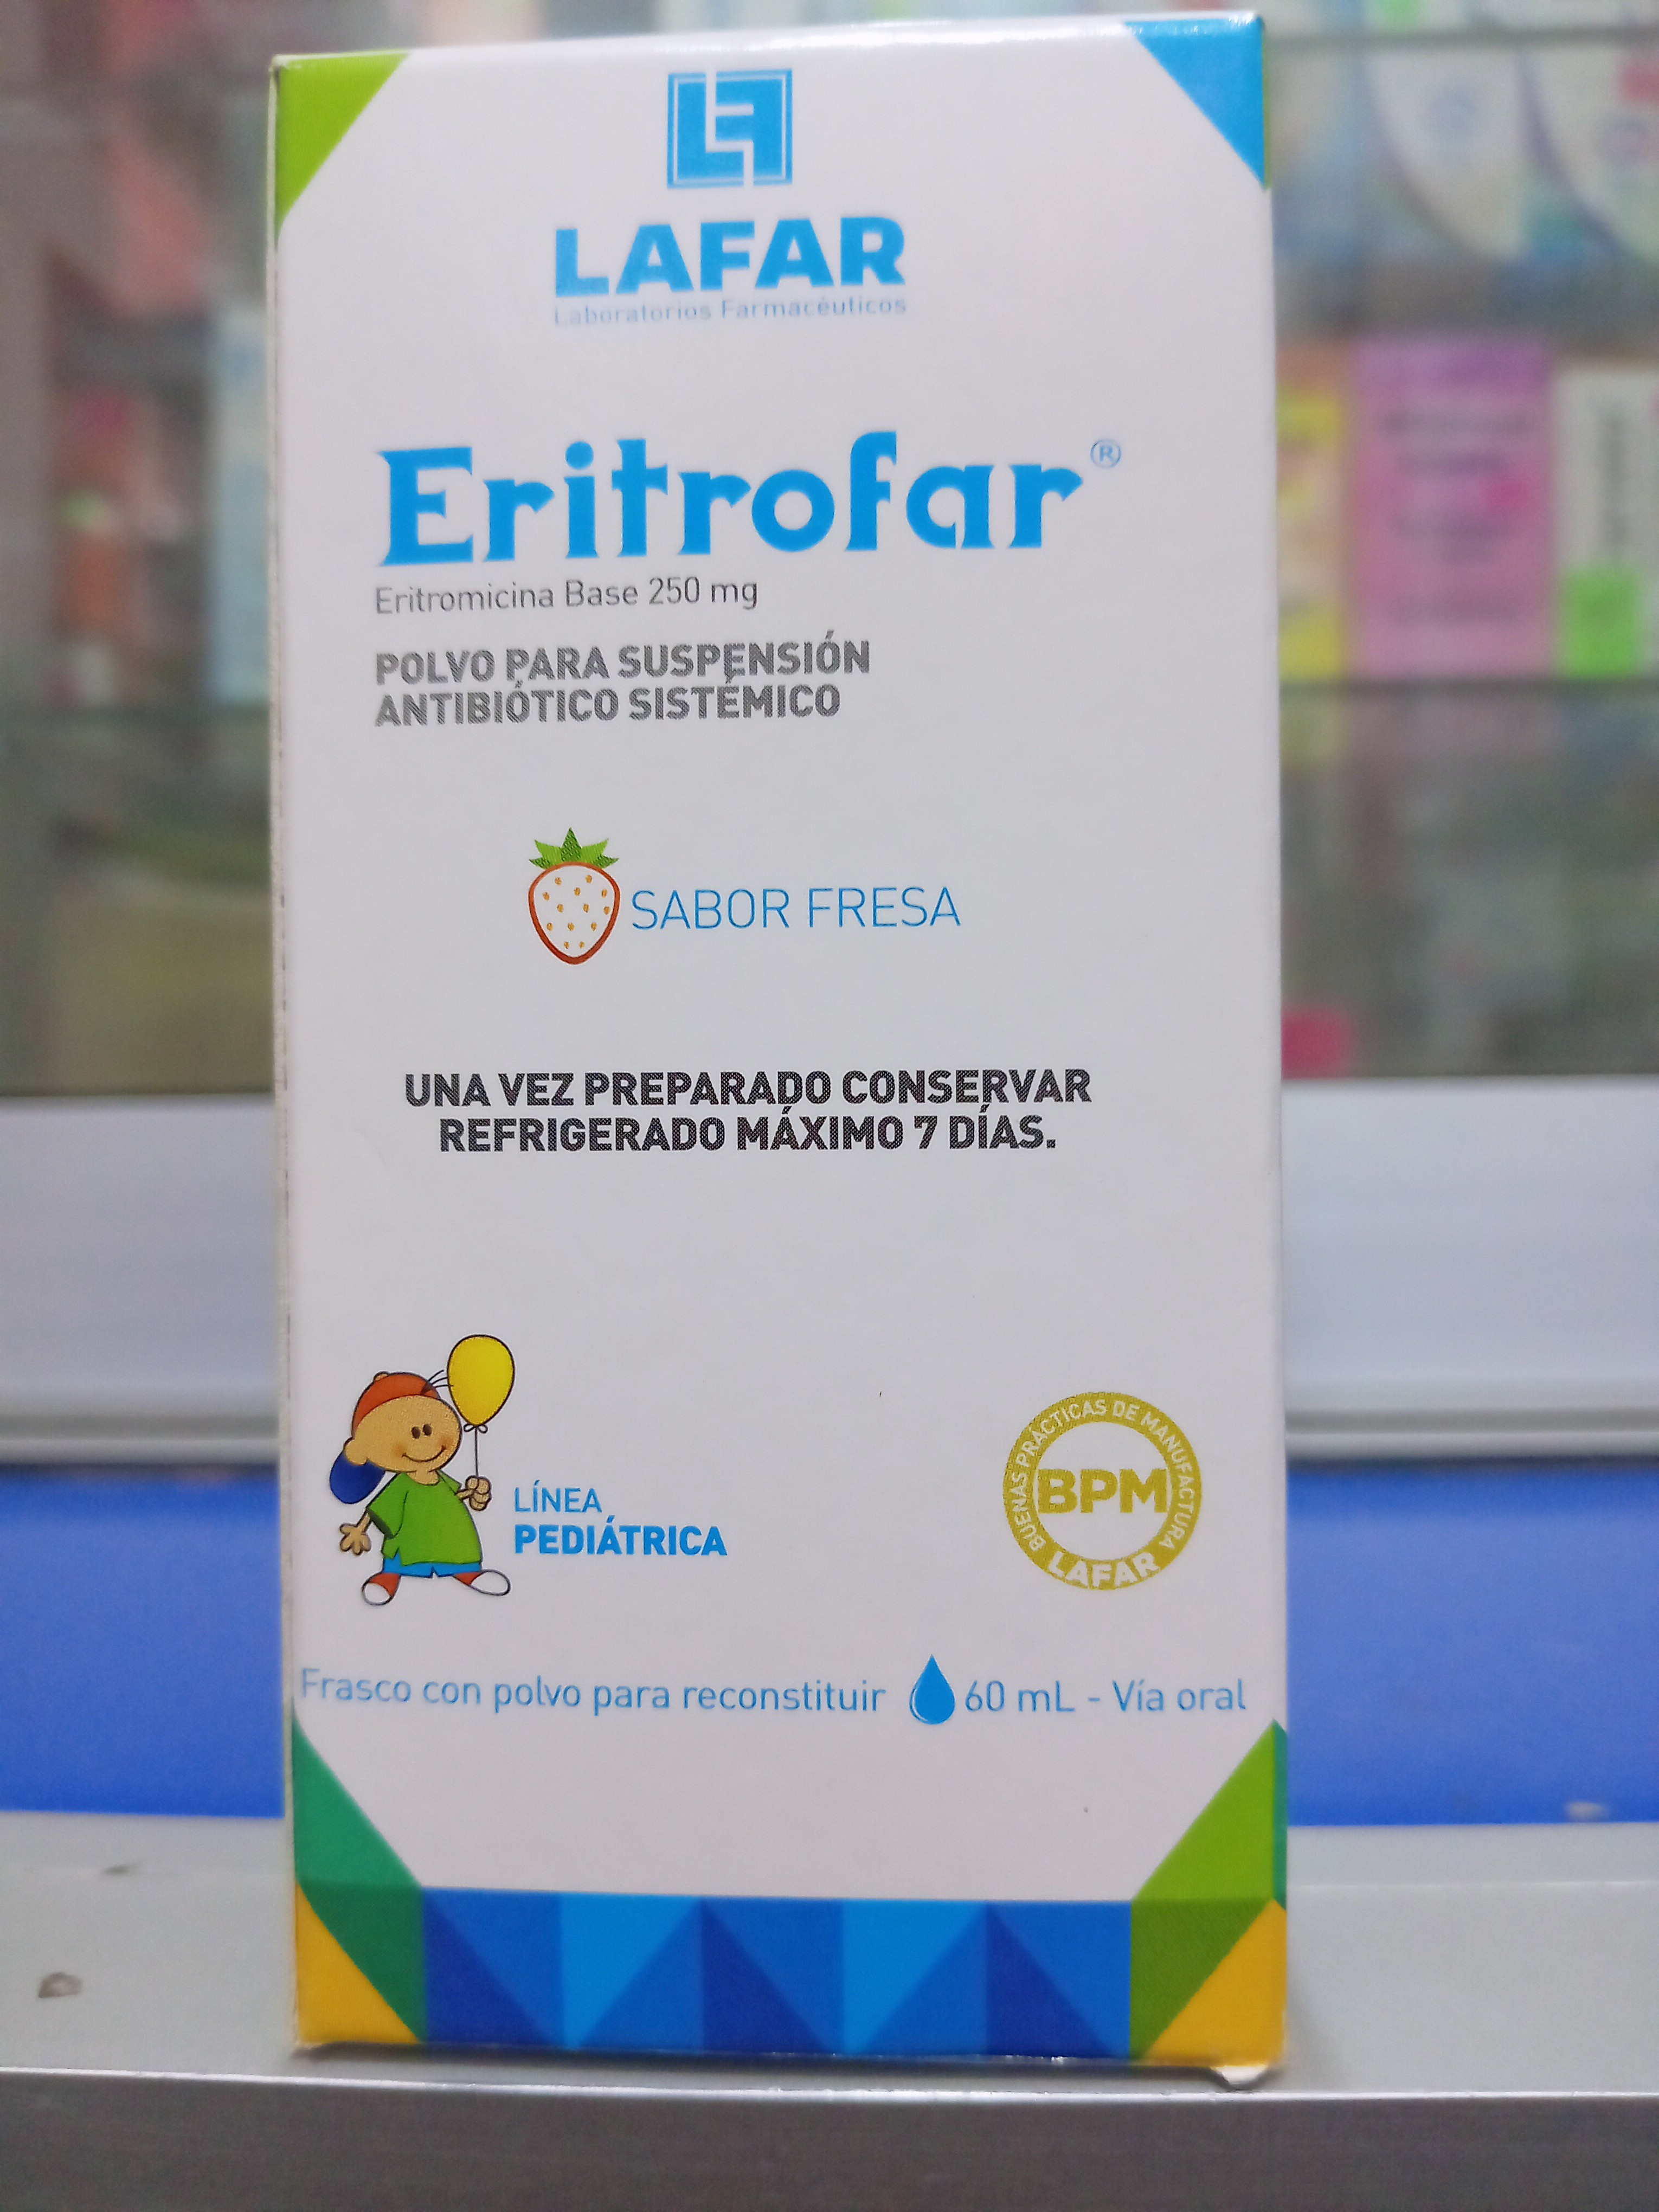 LF
LAFAR
Laboratorios Farmacéuticos
Eritrofar®
Eritromicina Base 250 mg
POLVO PARA SUSPENSIÓN
ANTIBIÓTICO SISTÉMICO
SABOR FRESA
UNA VEZ PREPARADO CONSERVAR
REFRIGERADO MÁXIMO 7 DÍAS.
LÍNEA
PEDIÁTRICA
BUENAS PRÁCTICAS DE MANUFACTURA
BPM
LAFAR
Frasco con polvo para reconstituir 60 mL - Vía oral